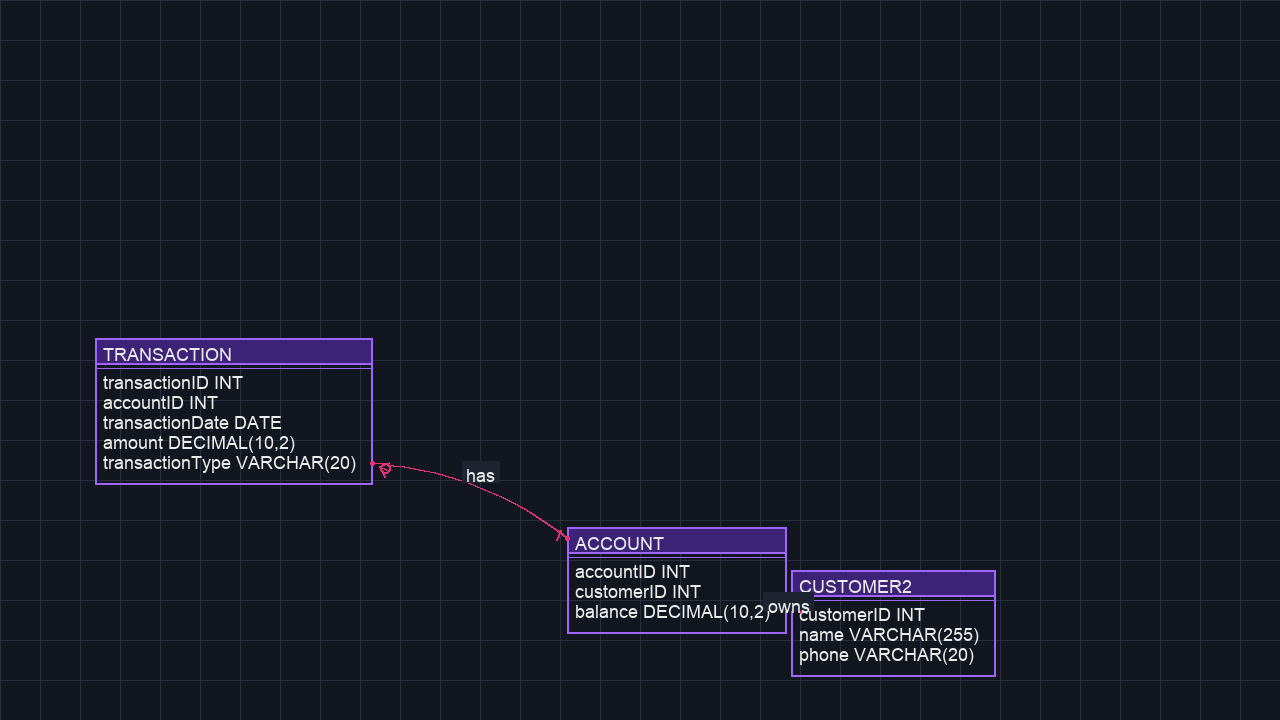 TRANSACTION
transactionID INT
accountID INT
transactionDate DATE
amount DECIMAL(10,2)
transactionType VARCHAR(20)
has
ACCOUNT
accountID INT
customerID INT
balance DECIMAL(10,2)
owns
CUSTOMER2
customerID INT
name VARCHAR(255)
phone VARCHAR(20)